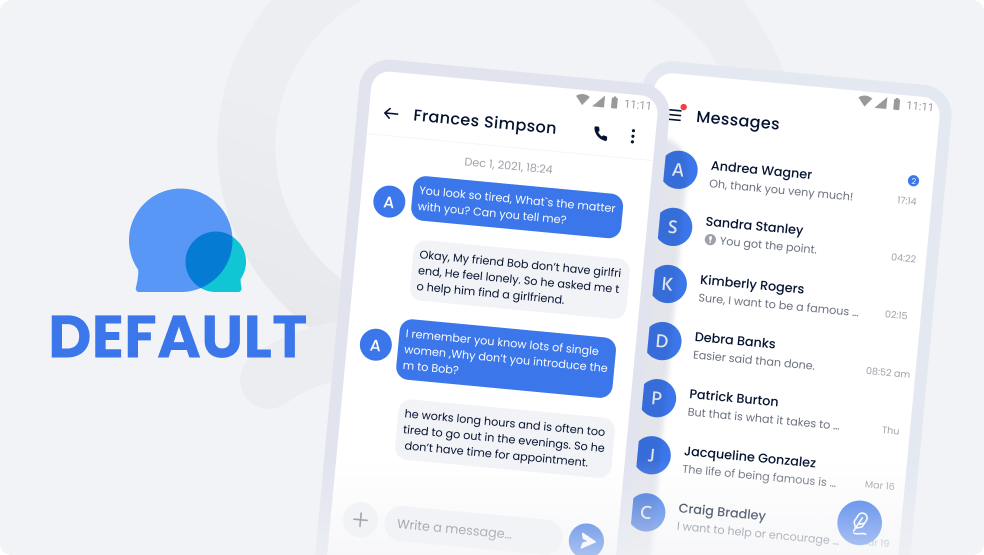 DEFAULT
11:11
Frances Simpson
Dec 1, 2021, 18:24
A
You look so tired, What`s the matter
with you? Can you tell me?
Okay, My friend Bob don’t have girlfri
end, He feel lonely. So he asked me t
o help him find a girlfriend.
A
I remember you know lots of single
women ,Why don’t you introduce the
m to Bob?
he works long hours and is often too
tired to go out in the evenings. So he
don’t have time for appointment.
Write a message...
11:11
Messages
A
Andrea Wagner
2
Oh, thank you veny much!
17:14
S
Sandra Stanley
You got the point.
04:22
K
Kimberly Rogers
Sure, I want to be a famous ...
02:15
D
Debra Banks
Easier said than done.
08:52 am
P
Patrick Burton
But that is what it takes to ...
Thu
J
Jacqueline Gonzalez
The life of being famous is ...
Mar 16
C
Craig Bradley
I want to help or encourage ...
19